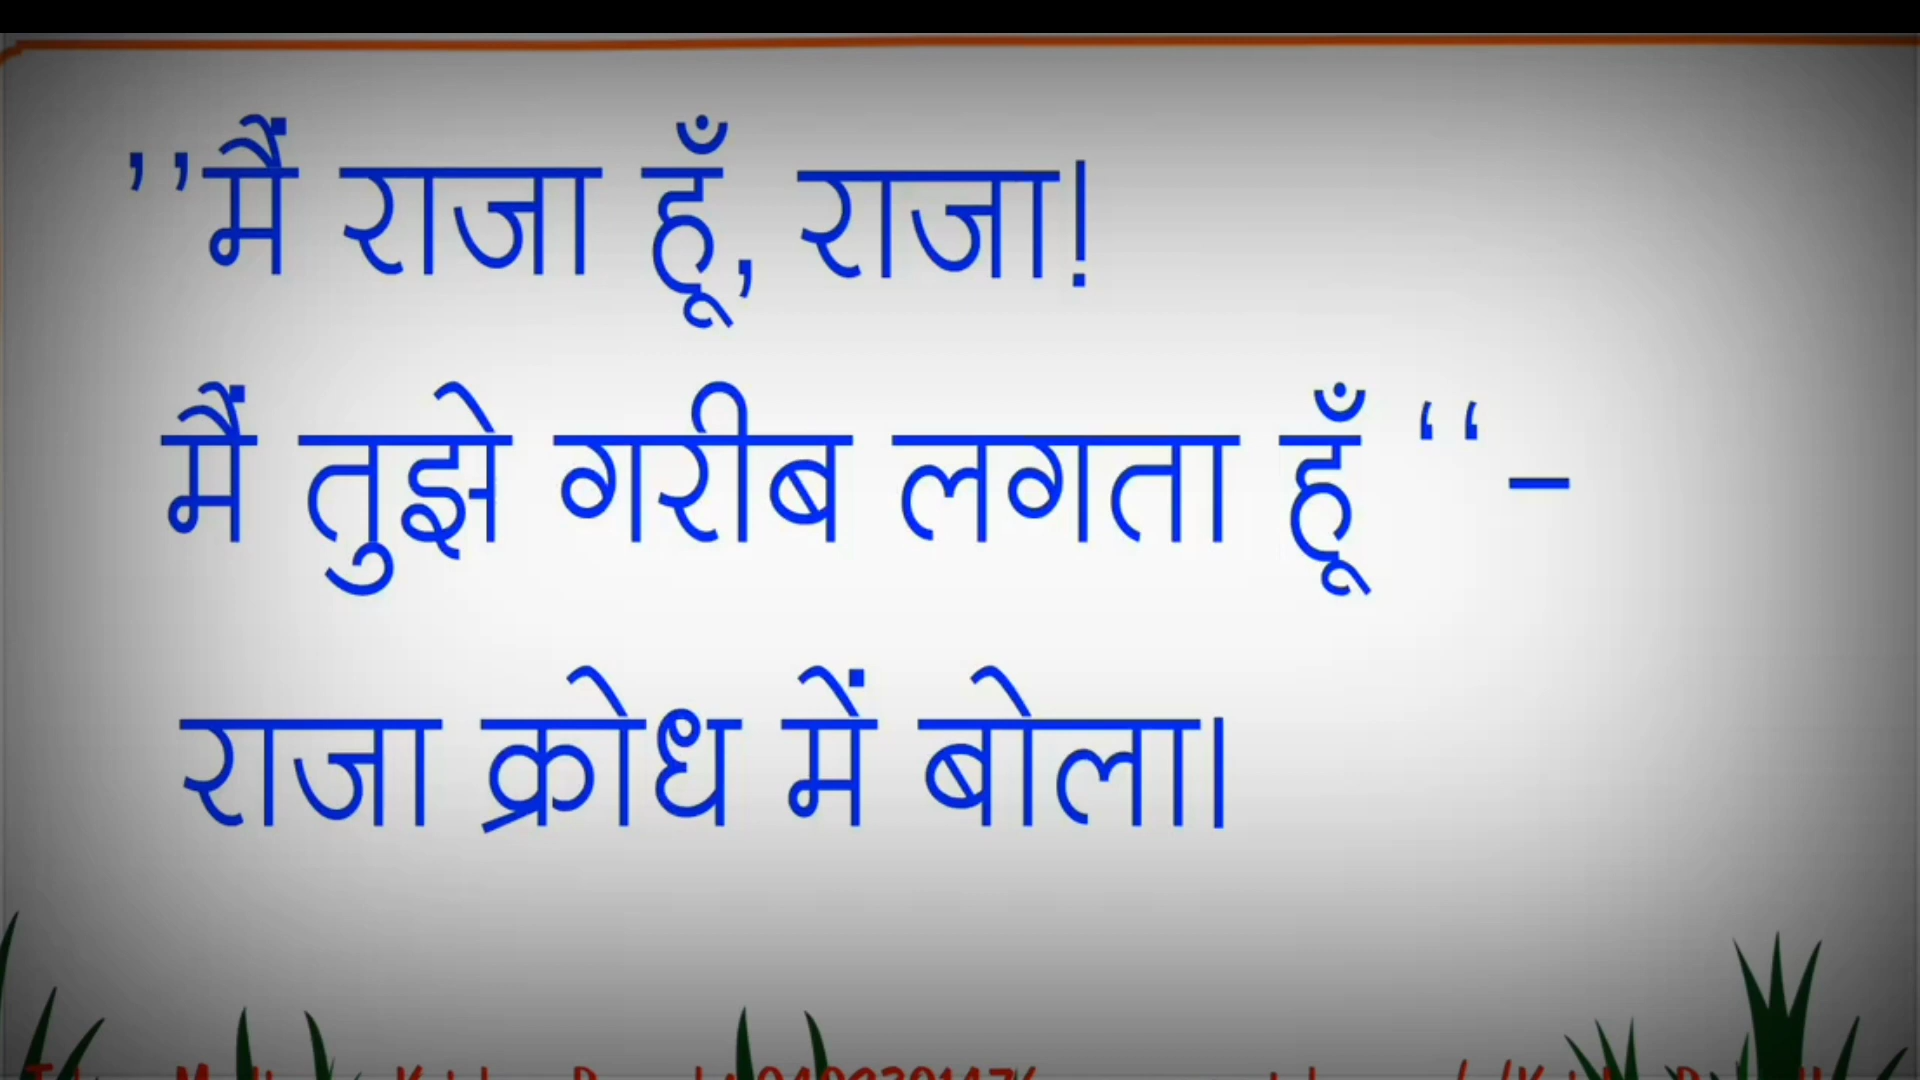 ’’मैं राजा हूँ, राजा!
मैं तुझे गरीब लगता हूँ ‘‘–
राजा क्रोध में बोला।